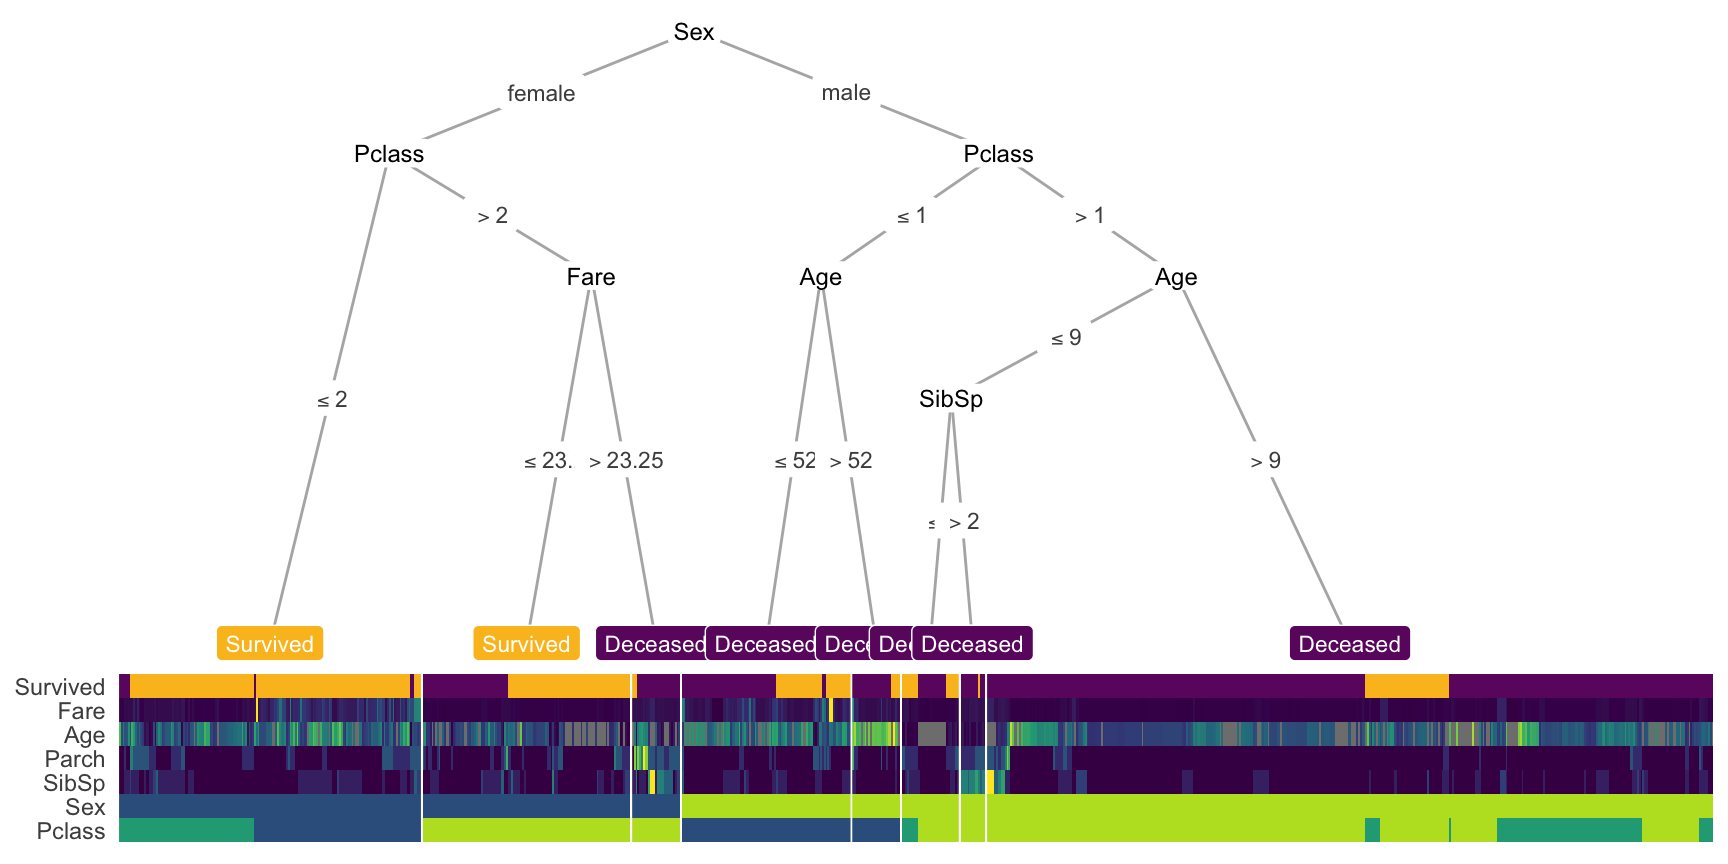 Sex
female
male
Pclass
Pclass
> 2
≤ 1
> 1
Fare
Age
Age
≤ 9
≤ 2
SibSp
≤ 23.
> 23.25
≤ 52
> 52
> 9
≤
> 2
Survived
Survived
Deceased
Deceased
Dece
De
Deceased
Deceased
Survived
Fare
Age
Parch
SibSp
Sex
Pclass